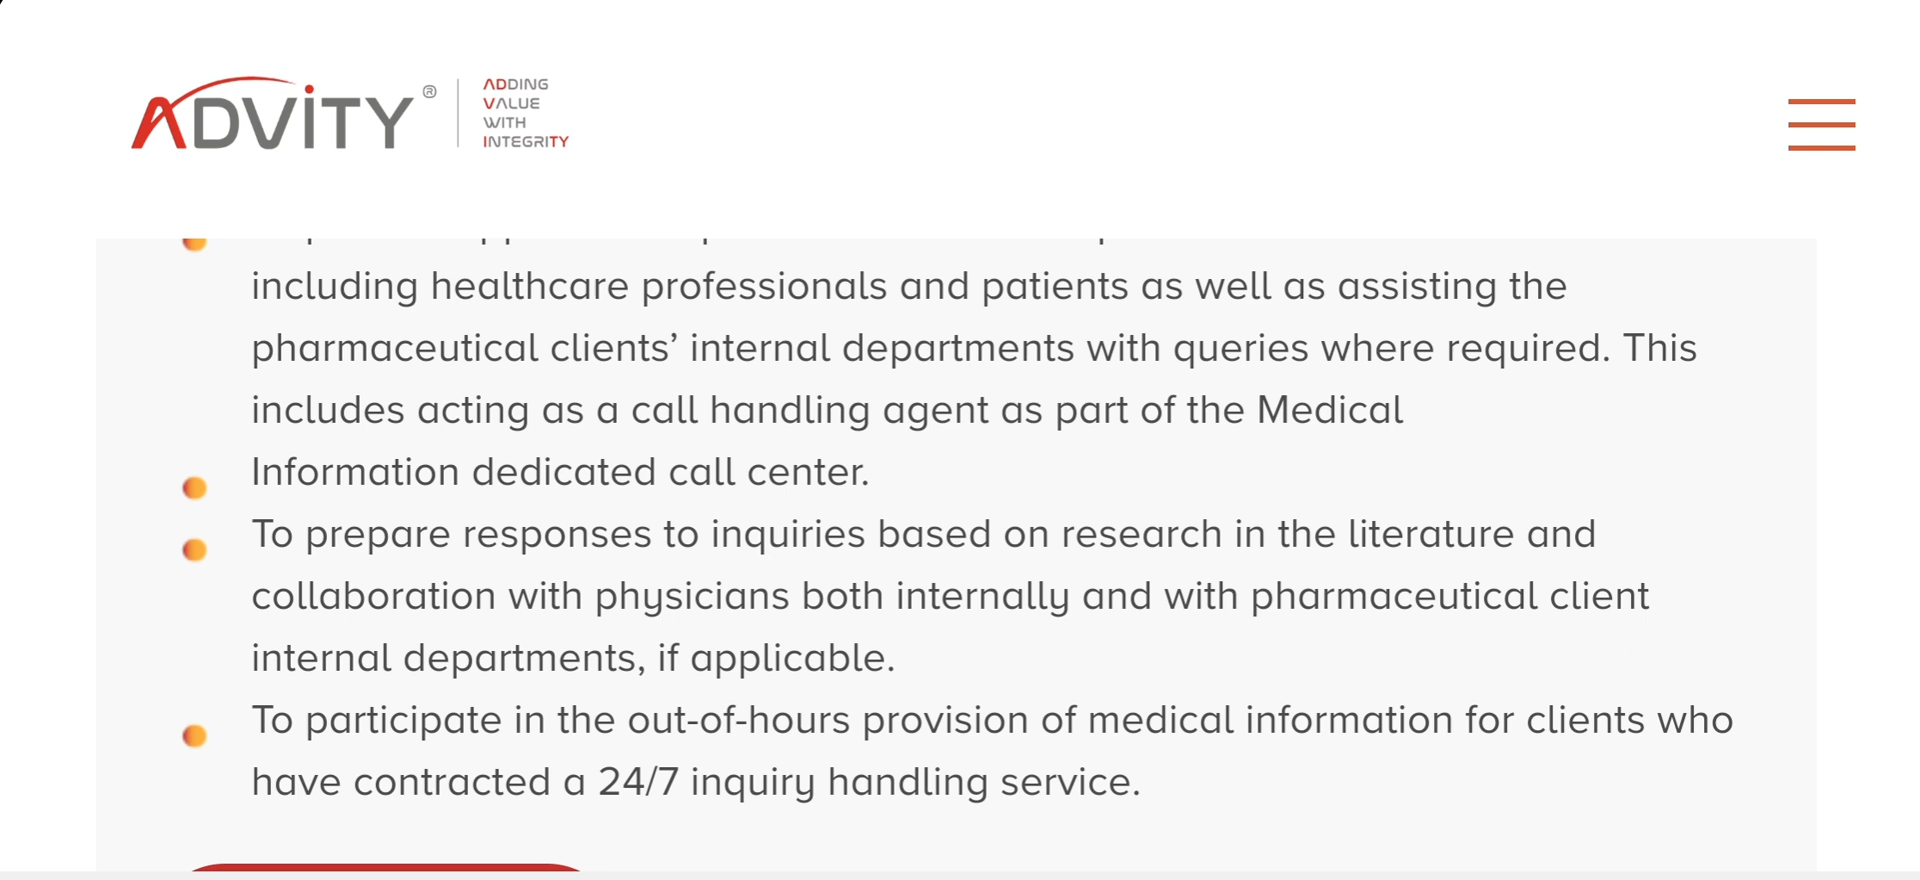 ADVITY®
ADDING
VALUE
WITH
INTEGRITY
including healthcare professionals and patients as well as assisting the
pharmaceutical clients’ internal departments with queries where required. This
includes acting as a call handling agent as part of the Medical
Information dedicated call center.
To prepare responses to inquiries based on research in the literature and
collaboration with physicians both internally and with pharmaceutical client
internal departments, if applicable.
To participate in the out-of-hours provision of medical information for clients who
have contracted a 24/7 inquiry handling service.